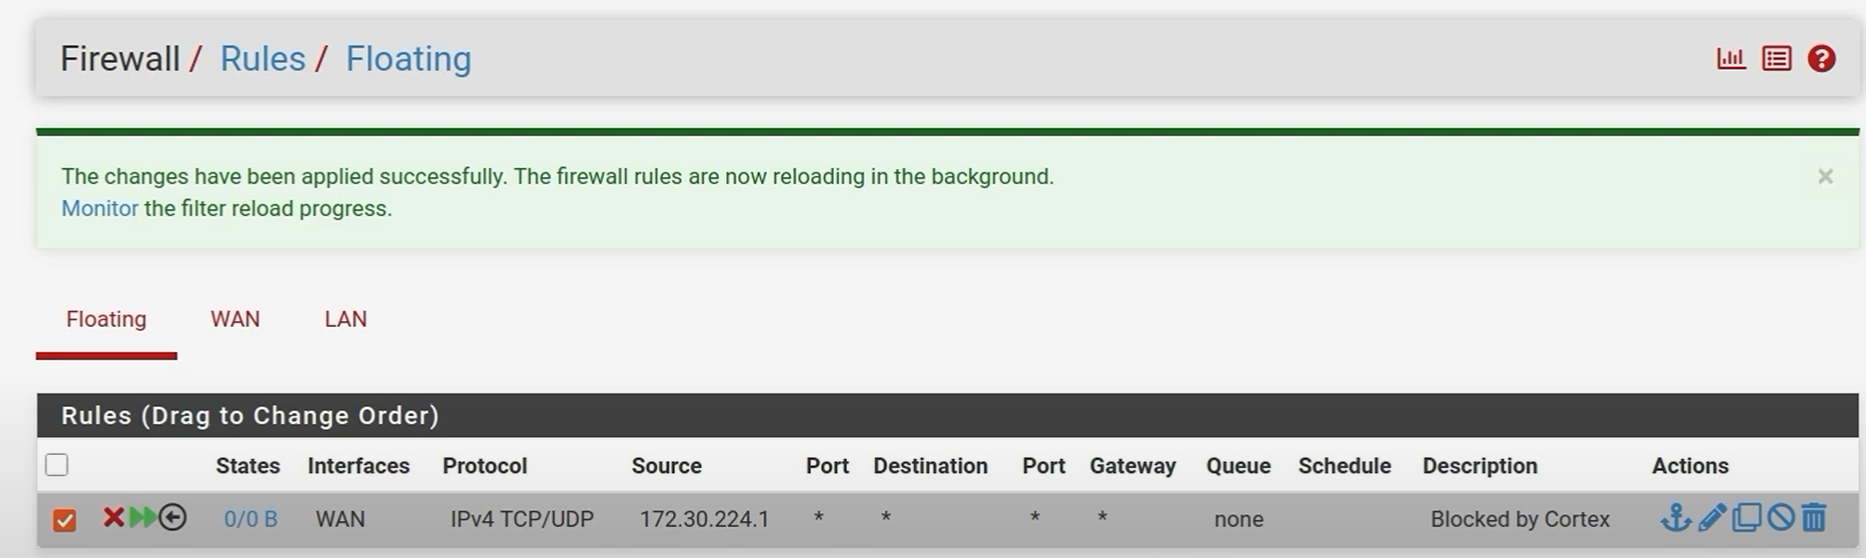 Firewall / Rules / Floating
The changes have been applied successfully. The firewall rules are now reloading in the background.
Monitor the filter reload progress.
Floating WAN LAN
Rules (Drag to Change Order)
States Interfaces Protocol Source Port Destination Port Gateway Queue Schedule Description Actions
0/0 B WAN IPv4 TCP/UDP 172.30.224.1 * * * * none Blocked by Cortex